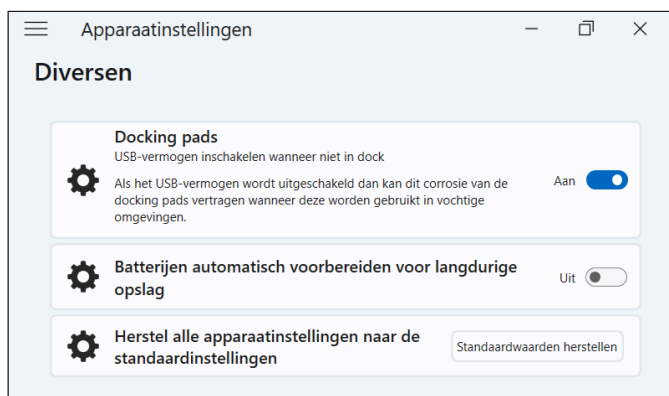 Apparaatinstellingen
Diversen
Docking pads
USB-vermogen inschakelen wanneer niet in dock
Als het USB-vermogen wordt uitgeschakeld dan kan dit corrosie van de
docking pads vertragen wanneer deze worden gebruikt in vochtige
omgevingen.
Aan
Batterijen automatisch voorbereiden voor langdurige
opslag
Uit
Herstel alle apparaatinstellingen naar de
standaardinstellingen
Standaardwaarden herstellen